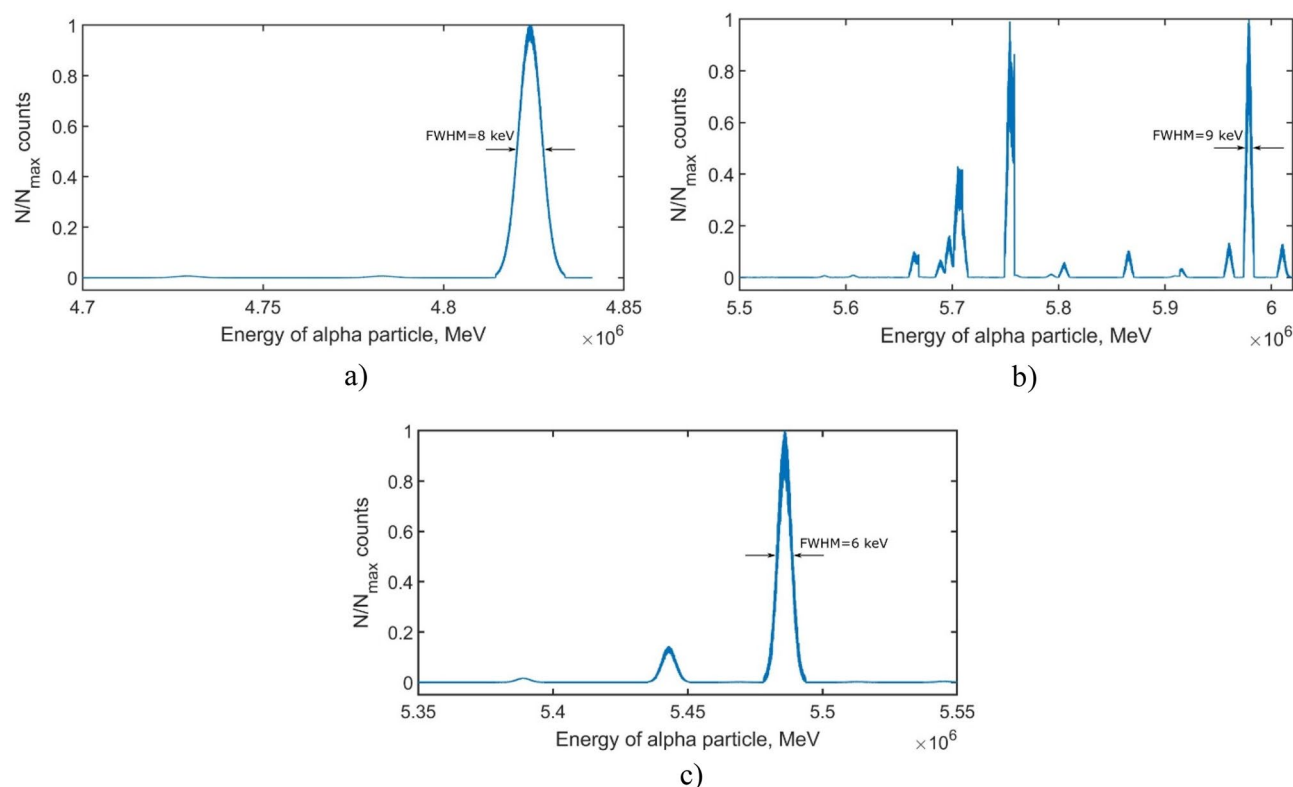 1
0.8
0.6
0.4
0.2
0
N/N_max counts
FWHM=8 keV
4.7 4.75 4.8 4.85
Energy of alpha particle, MeV ×10^6
a)
1
0.8
0.6
0.4
0.2
0
N/N_max counts
FWHM=9 keV
5.5 5.6 5.7 5.8 5.9 6
Energy of alpha particle, MeV ×10^6
b)
1
0.8
0.6
0.4
0.2
0
N/N_max counts
FWHM=6 keV
5.35 5.4 5.45 5.5 5.55
Energy of alpha particle, MeV ×10^6
c)